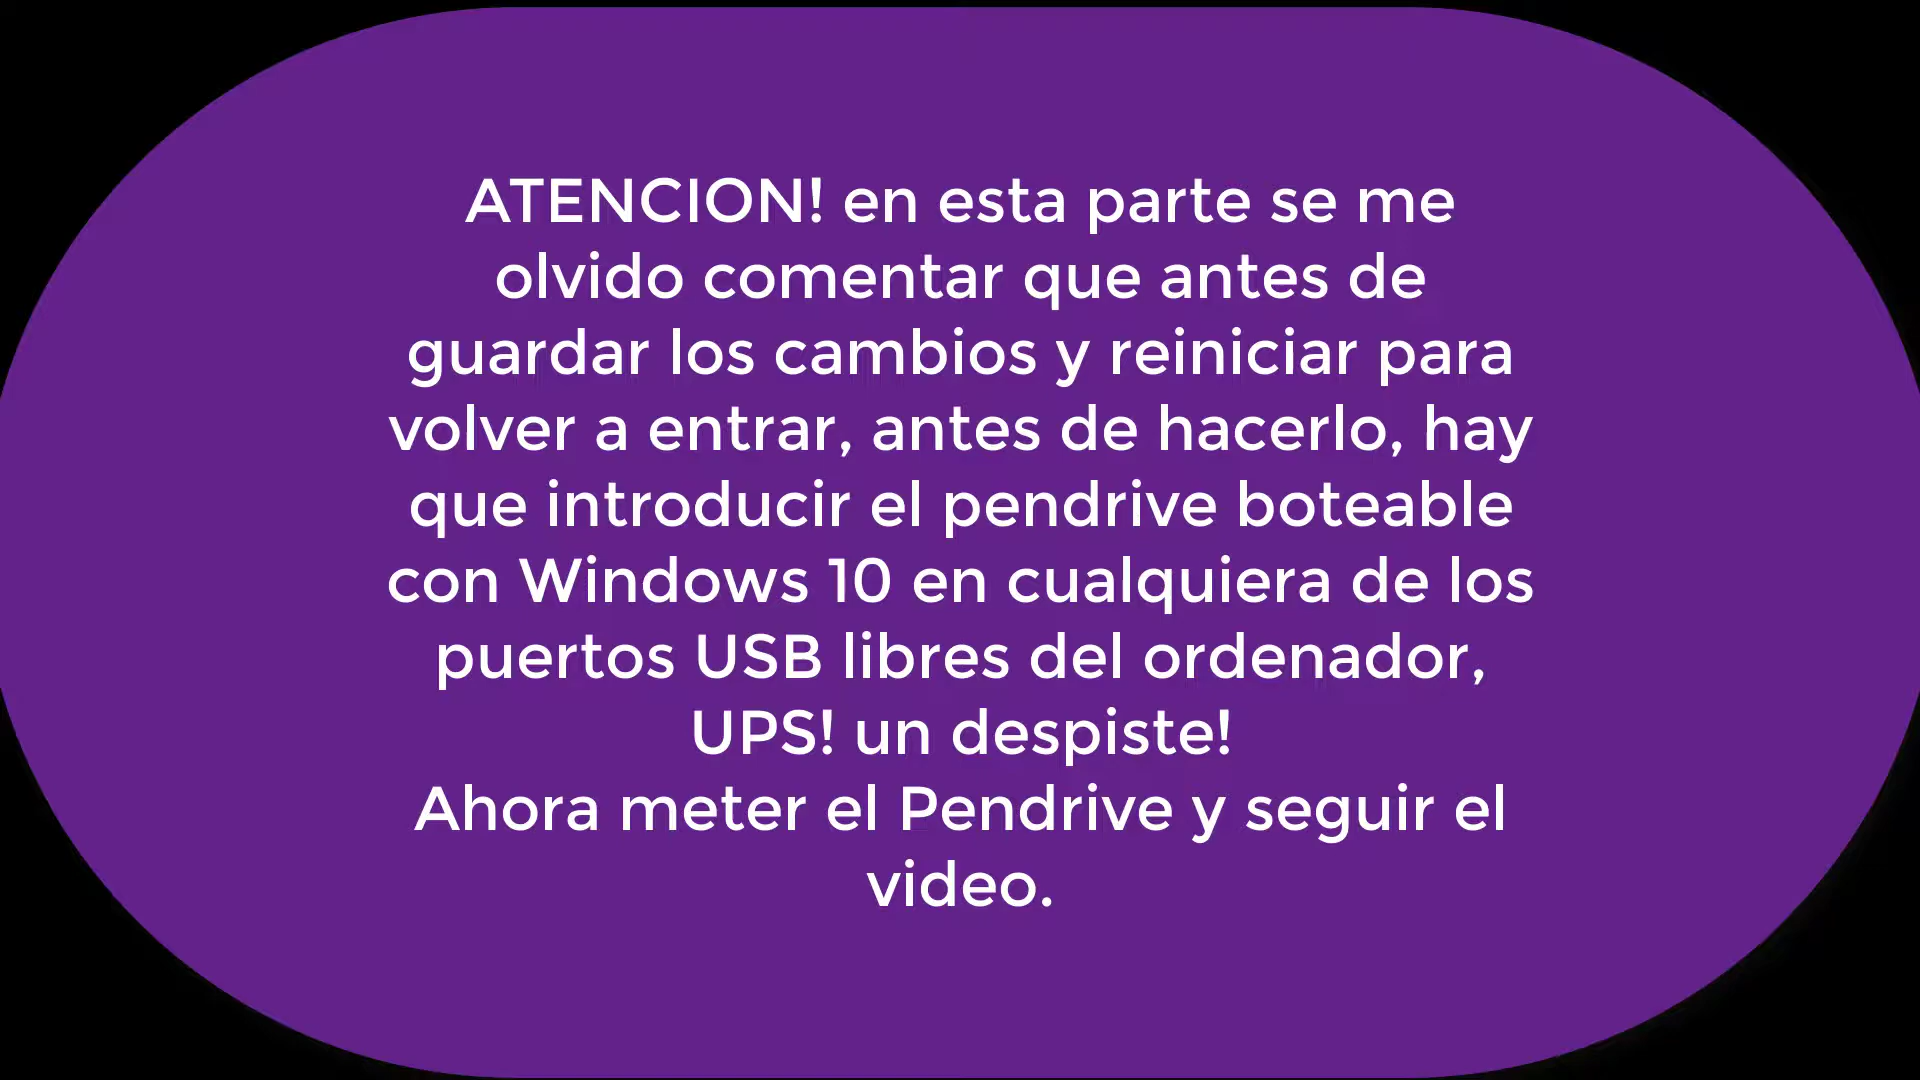 ATENCION! en esta parte se me
olvido comentar que antes de
guardar los cambios y reiniciar para
volver a entrar, antes de hacerlo, hay
que introducir el pendrive boteable
con Windows 10 en cualquiera de los
puertos USB libres del ordenador,
UPS! un despiste!
Ahora meter el Pendrive y seguir el
video.